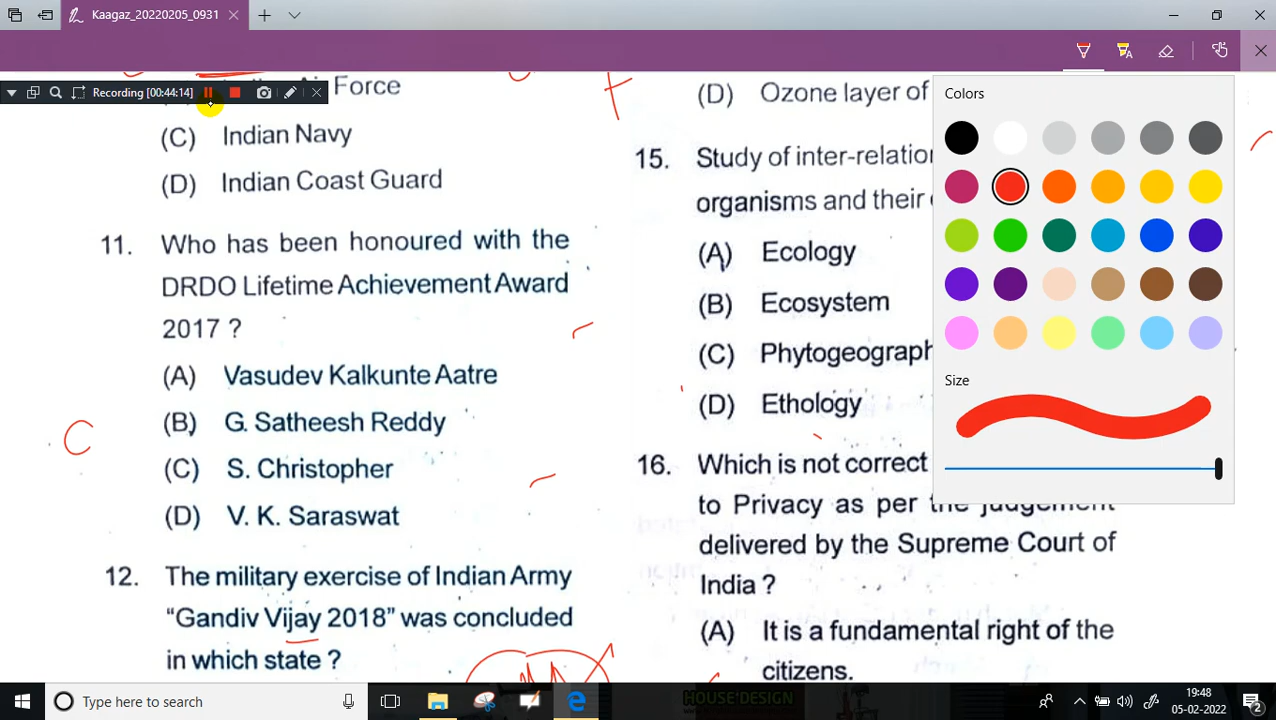 Kaagaz_20220205_0931
Recording [00:44:14]
Force
(C) Indian Navy
(D) Indian Coast Guard
11. Who has been honoured with the
DRDO Lifetime Achievement Award
2017 ?
(A) Vasudev Kalkunte Aatre
(B) G. Satheesh Reddy
(C) S. Christopher
(D) V. K. Saraswat
C
12. The military exercise of Indian Army
"Gandiv Vijay 2018" was concluded
in which state ?
(D) Ozone layer of
15. Study of inter-relatio
organisms and their
(A) Ecology
(B) Ecosystem
(C) Phytogeograph
(D) Ethology
16. Which is not correct
to Privacy as per the judgement
delivered by the Supreme Court of
India ?
(A) It is a fundamental right of the
citizens.
Colors
Size
Type here to search
HOUSE DESIGN
19:48
05-02-2022
2